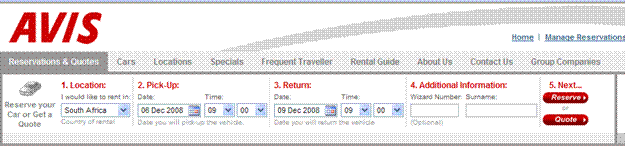 AVIS
Home | Manage Reservations
Reservations & Quotes Cars Locations Specials Frequent Traveller Rental Guide About Us Contact Us Group Companies
Reserve your Car or Get a Quote
1. Location:
I would like to rent in:
South Africa
Country of rental
2. Pick-Up:
Date: Time:
06 Dec 2008 09 00
Date you will pickup the vehicle.
3. Return:
Date: Time:
09 Dec 2008 09 00
Date you will return the vehicle
4. Additional Information:
Wizard Number: Surname:
(Optional)
5. Next...
Reserve
or
Quote